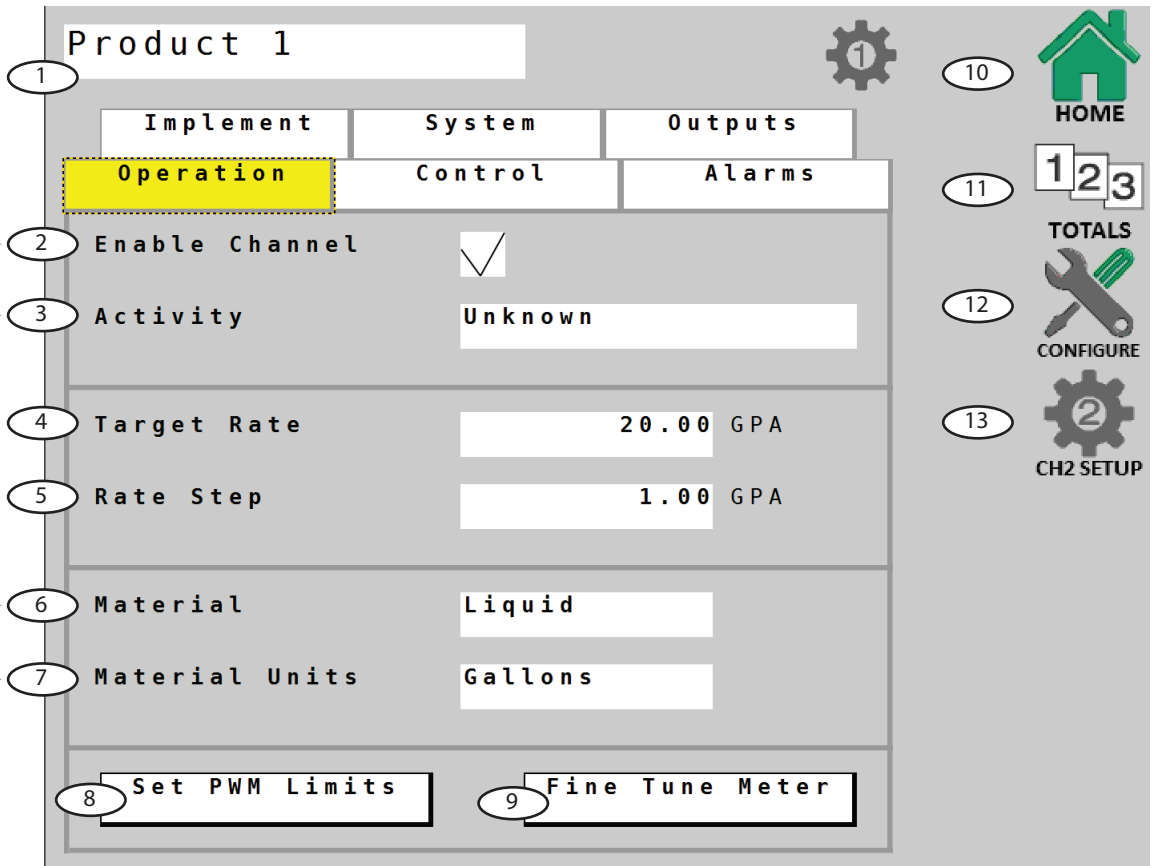 Product 1
1
1
10
HOME
Implement System Outputs
Operation Control Alarms
11
1 2 3
TOTALS
2 Enable Channel
3 Activity Unknown
12
CONFIGURE
4 Target Rate 20.00 GPA
13
2
CH2 SETUP
5 Rate Step 1.00 GPA
6 Material Liquid
7 Material Units Gallons
8 Set PWM Limits
9 Fine Tune Meter